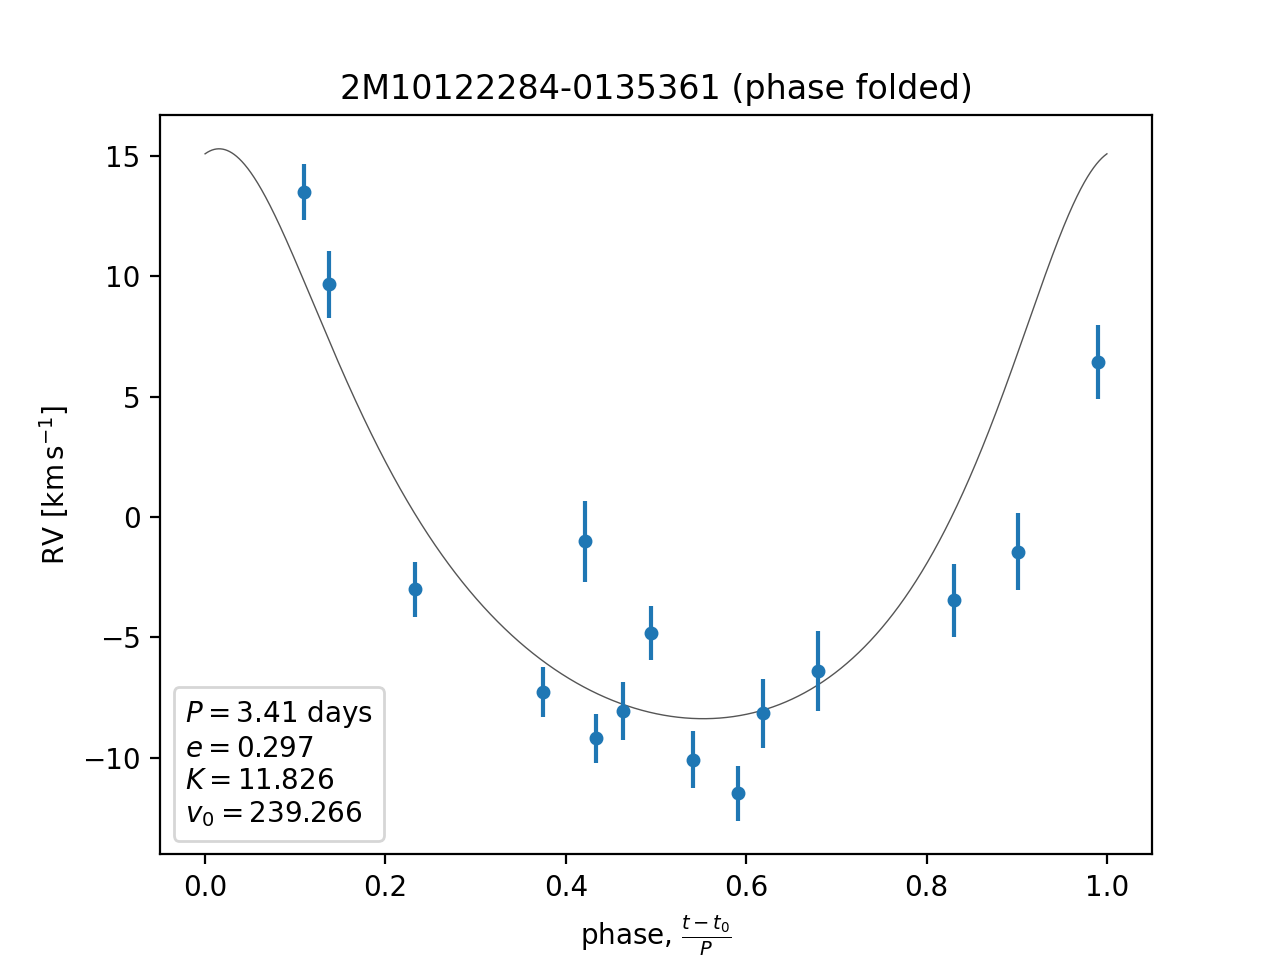 2M10122284-0135361 (phase folded)
RV [km s⁻¹]
15
10
5
0
−5
−10
P = 3.41 days
e = 0.297
K = 11.826
v₀ = 239.266
0.0 0.2 0.4 0.6 0.8 1.0
phase, (t − t₀)/P